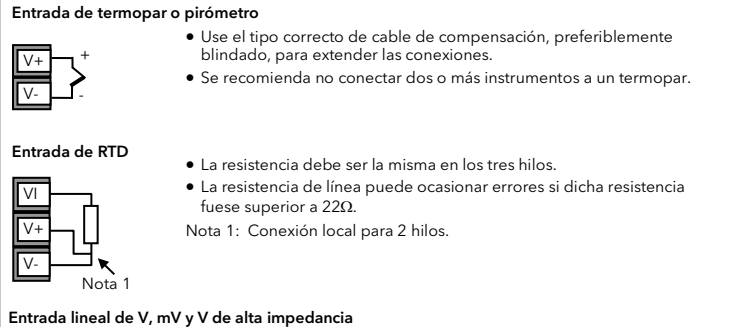 Entrada de termopar o pirómetro
• Use el tipo correcto de cable de compensación, preferiblemente
blindado, para extender las conexiones.
• Se recomienda no conectar dos o más instrumentos a un termopar.
V+
+
V-
-
Entrada de RTD
• La resistencia debe ser la misma en los tres hilos.
• La resistencia de línea puede ocasionar errores si dicha resistencia
fuese superior a 22Ω.
Nota 1: Conexión local para 2 hilos.
VI
V+
V-
Nota 1
Entrada lineal de V, mV y V de alta impedancia